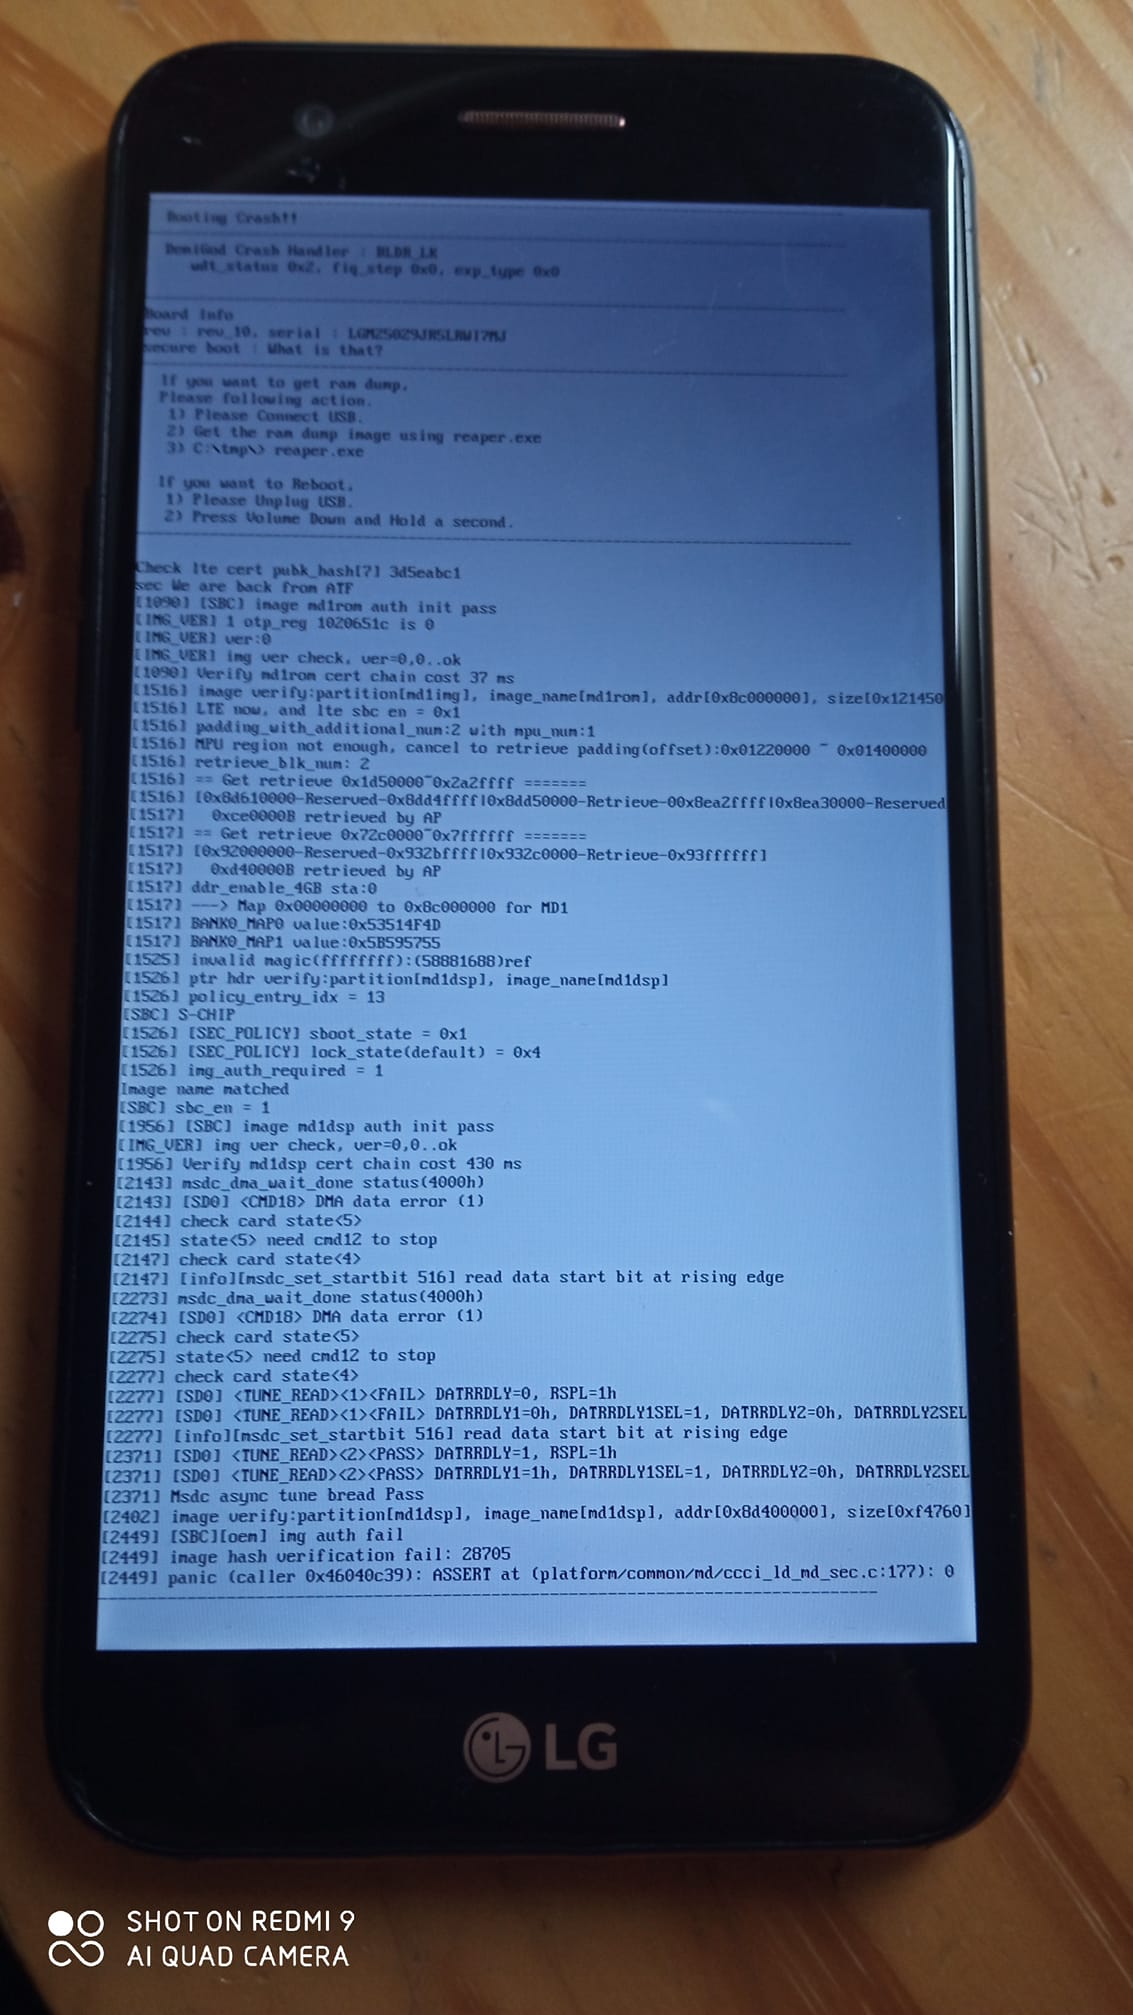 Booting Crash!!
DemiGod Crash Handler : BLDR_LK
wdt_status 0x2, fiq_step 0x0, exp_type 0x0
Board Info
rev : rev_10, serial :
secure boot : What is that?
If you want to get ram dump,
Please following action.
1) Please Connect USB.
2) Get the ram dump image using reaper.exe
3) C:\tmp\> reaper.exe
If you want to Reboot,
1) Please Unplug USB.
2) Press Volume Down and Hold a second.
Check lte cert pubk_hash[7] 3d5eabc1
sec We are back from ATF
[1090] [SBC] image md1rom auth init pass
[IMG_VER] 1 otp_reg 1020651c is 0
[IMG_VER] ver:0
[IMG_VER] img ver check, ver=0,0..ok
[1090] Verify md1rom cert chain cost 37 ms
[1516] image verify:partition[md1img], image_name[md1rom], addr[0x8c000000], size[0x121450
[1516] LTE now, and lte sbc en = 0x1
[1516] padding_with_additional_num:2 with mpu_num:1
[1516] MPU region not enough, cancel to retrieve padding(offset):0x01220000 ~ 0x01400000
[1516] retrieve_blk_num: 2
[1516] == Get retrieve 0x1d50000~0x2a2ffff =======
[1516] [0x8d610000-Reserved-0x8dd4ffff|0x8dd50000-Retrieve-00x8ea2ffff|0x8ea30000-Reserved
[1517] 0xce0000B retrieved by AP
[1517] == Get retrieve 0x72c0000~0x7ffffff =======
[1517] [0x92000000-Reserved-0x932bffff|0x932c0000-Retrieve-0x93ffffff]
[1517] 0xd40000B retrieved by AP
[1517] ddr_enable_4GB sta:0
[1517] ---> Map 0x00000000 to 0x8c000000 for MD1
[1517] BANK0_MAP0 value:0x53514F4D
[1517] BANK0_MAP1 value:0x5B595755
[1525] invalid magic(ffffffff):(58881688)ref
[1526] ptr hdr verify:partition[md1dsp], image_name[md1dsp]
[1526] policy_entry_idx = 13
[SBC] S-CHIP
[1526] [SEC_POLICY] sboot_state = 0x1
[1526] [SEC_POLICY] lock_state(default) = 0x4
[1526] img_auth_required = 1
Image name matched
[SBC] sbc_en = 1
[1956] [SBC] image md1dsp auth init pass
[IMG_VER] img ver check, ver=0,0..ok
[1956] Verify md1dsp cert chain cost 430 ms
[2143] msdc_dma_wait_done status(4000h)
[2143] [SD0] <CMD18> DMA data error (1)
[2144] check card state<5>
[2145] state<5> need cmd12 to stop
[2147] check card state<4>
[2147] [info][msdc_set_startbit 516] read data start bit at rising edge
[2273] msdc_dma_wait_done status(4000h)
[2274] [SD0] <CMD18> DMA data error (1)
[2275] check card state<5>
[2275] state<5> need cmd12 to stop
[2277] check card state<4>
[2277] [SD0] <TUNE_READ><1><FAIL> DATRRDLY=0, RSPL=1h
[2277] [SD0] <TUNE_READ><1><FAIL> DATRRDLY1=0h, DATRRDLY1SEL=1, DATRRDLY2=0h, DATRRDLY2SEL
[2277] [info][msdc_set_startbit 516] read data start bit at rising edge
[2371] [SD0] <TUNE_READ><2><PASS> DATRRDLY=1, RSPL=1h
[2371] [SD0] <TUNE_READ><2><PASS> DATRRDLY1=1h, DATRRDLY1SEL=1, DATRRDLY2=0h, DATRRDLY2SEL
[2371] Msdc async tune bread Pass
[2402] image verify:partition[md1dsp], image_name[md1dsp], addr[0x8d400000], size[0xf4760]
[2449] [SBC][oem] img auth fail
[2449] image hash verification fail: 28705
[2449] panic (caller 0x46040c39): ASSERT at (platform/common/md/ccci_ld_md_sec.c:177): 0
LG
SHOT ON REDMI 9
AI QUAD CAMERA